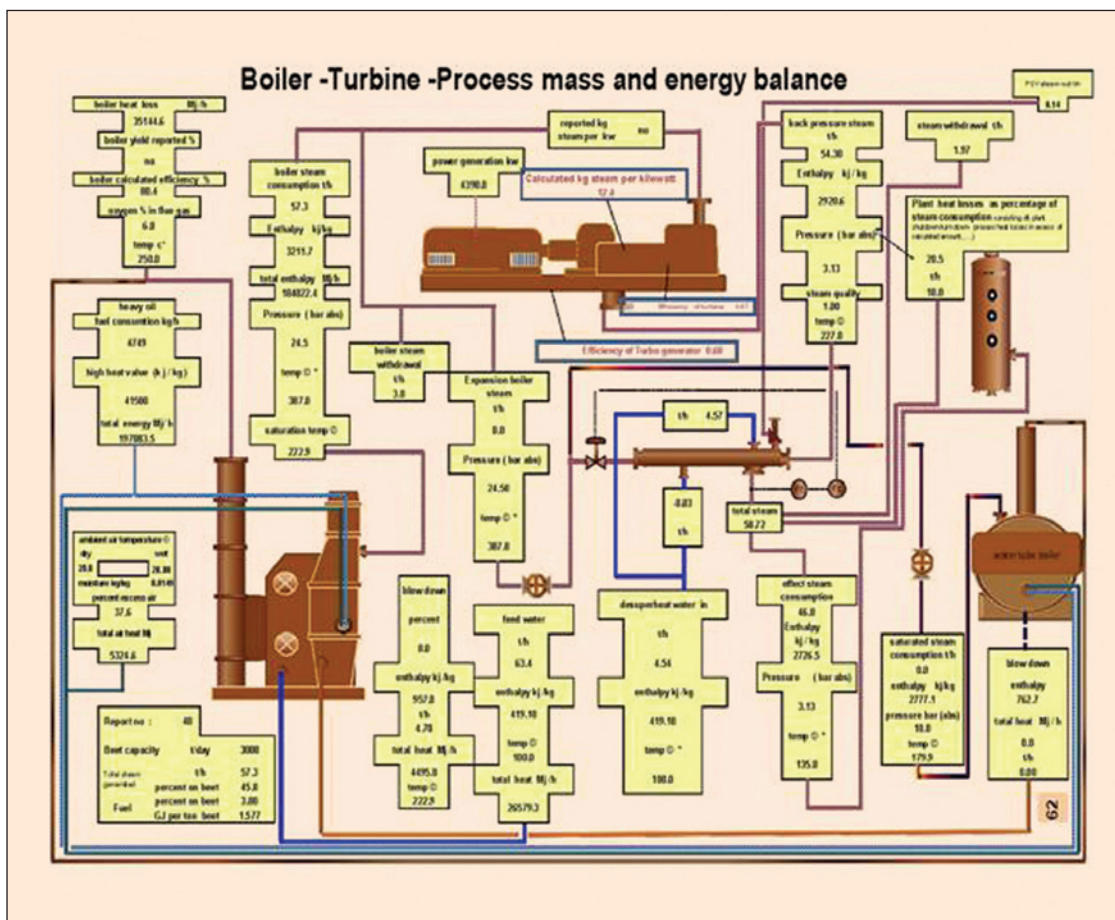 Boiler -Turbine -Process mass and energy balance
boiler heat loss Mj/h
35144.6
boiler yield reported %
no
boiler calculated efficiency %
80.4
oxygen % in flue gas
6.0
temp c°
250.0
heavy oil
fuel consumtion kg/h
4749
high heat value (kj/kg)
41500
total energy Mj/h
197083.5
ambient air temperature ©
dry wet
20.0
moisture kg/kg 0.0149
percent excess air
37.6
total air heat Mj
5324.6
Report no : 40
Beet capacity t/day 3000
Total steam generated t/h 57.3
percent on beet 45.8
Fuel percent on beet 3.80
GJ per ton beet 1.577
boiler steam
consumption t/h
57.3
Enthalpy kj/kg
3211.7
total enthalpy Mj/h
184022.4
Pressure ( bar abs)
24.5
temp © °
387.0
saturation temp ©
222.9
power generation kw
4390.0
reported kg
steam per kw no
Calculated kg steam per kilowatt
Efficiency of turbine
Efficiency of Turbo generator 0.60
boiler steam
withdrawal
t/h
3.0
Expansion boiler
steam
t/h
0.0
Pressure ( bar abs)
24.50
temp © °
387.0
blow down
percent
8.0
enthalpy kj/kg
957.0
t/h
4.70
total heat Mj/h
4495.0
temp ©
222.9
feed water
t/h
63.4
enthalpy kj/kg
419.10
temp ©
100.0
total heat Mj/h
26579.3
t/h 4.57
-0.03
t/h
desuperheat water in
t/h
4.54
enthalpy kj/kg
419.10
temp © °
100.0
back pressure steam
t/h
54.30
Enthalpy kj/kg
2920.6
Pressure ( bar abs)
3.13
steam quality
1.00
temp ©
227.0
steam withdrawal t/h
1.97
0.14
Plant heat losses as percentage of
steam consumption
20.5
t/h
10.8
total steam
58.72
effect steam
consumption
46.0
Enthalpy
kj/kg
2726.5
Pressure (bar abs)
3.13
temp © °
135.0
water tube boiler
saturated steam
consumption t/h
0.0
enthalpy kj/kg
2777.1
pressure bar (abs)
10.0
temp ©
179.9
blow down
enthalpy
762.7
total heat Mj/h
0.0
t/h
0.00
62